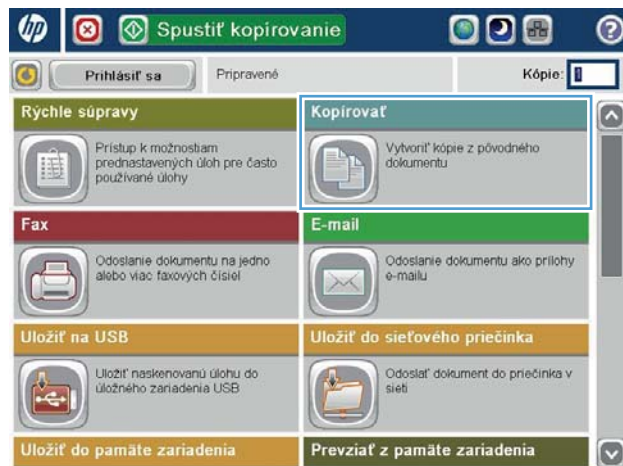 hp
Spustiť kopírovanie
?
Prihlásiť sa
Pripravené
Kópie: 1
Rýchle súpravy
Prístup k možnostiam
prednastavených úloh pre často
používané úlohy
Kopírovať
Vytvoriť kópie z pôvodného
dokumentu
Fax
Odoslanie dokumentu na jedno
alebo viac faxových čísiel
E-mail
Odoslanie dokumentu ako prílohy
e-mailu
Uložiť na USB
Uložiť naskenovanú úlohu do
úložného zariadenia USB
Uložiť do sieťového priečinka
Odoslať dokument do priečinka v
sieti
Uložiť do pamäte zariadenia
Prevziať z pamäte zariadenia